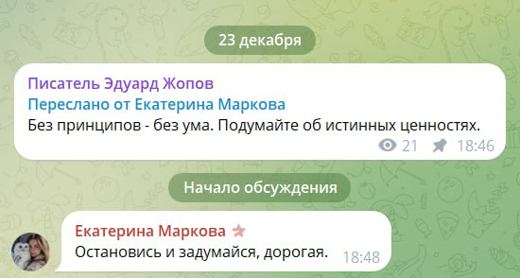 23 декабря
Писатель Эдуард Жопов
Переслано от Екатерина Маркова
Без принципов - без ума. Подумайте об истинных ценностях.
21 18:46
Начало обсуждения
Екатерина Маркова
Остановись и задумайся, дорогая.
18:48